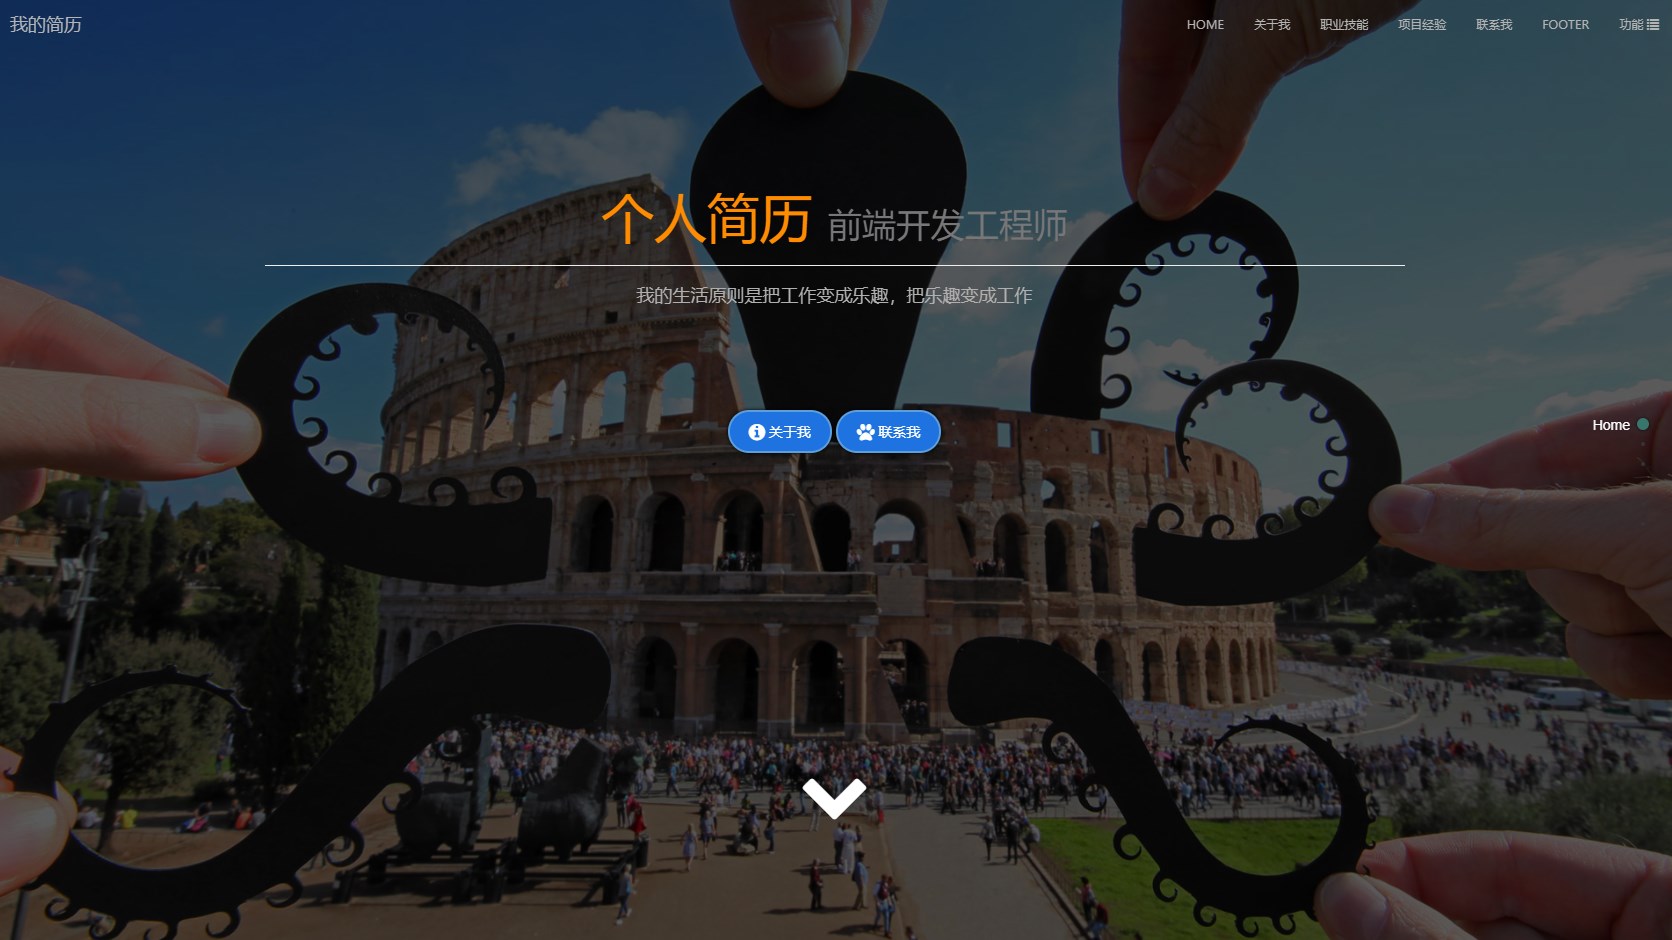 我的简历
HOME 关于我 职业技能 项目经验 联系我 FOOTER 功能
个人简历 前端开发工程师
我的生活原则是把工作变成乐趣，把乐趣变成工作
关于我 联系我
Home